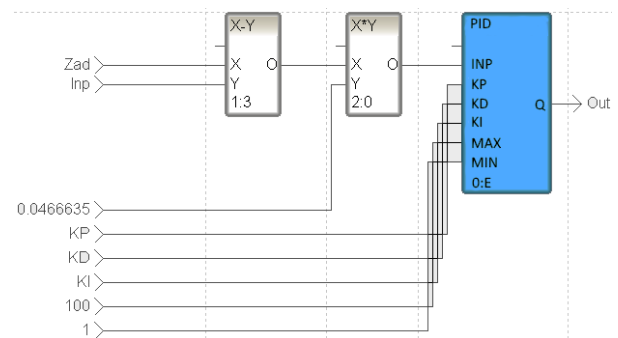 X-Y
X*Y
PID
Zad
X
O
X
O
INP
Inp
Y
Y
KP
1:3
2:0
KD
Q
Out
KI
MAX
MIN
0:E
0.0466635
KP
KD
KI
100
1